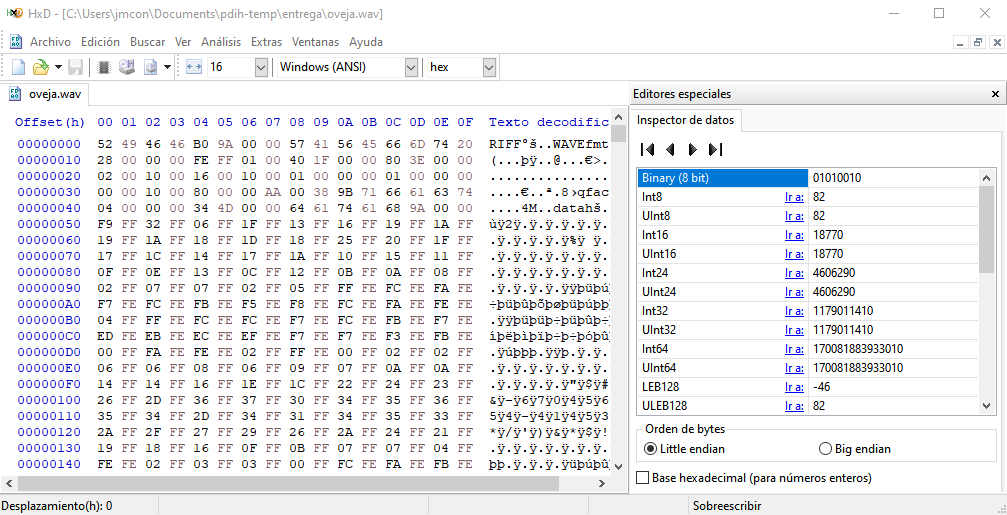 HxD - [C:\Users\jmcon\Documents\pdih-temp\entrega\oveja.wav]
Archivo Edición Buscar Ver Análisis Extras Ventanas Ayuda
16 Windows (ANSI) hex
oveja.wav
Offset(h) 00 01 02 03 04 05 06 07 08 09 0A 0B 0C 0D 0E 0F Texto decodific
00000000 52 49 46 46 B0 9A 00 00 57 41 56 45 66 6D 74 20 RIFF°š..WAVEfmt
00000010 28 00 00 00 FE FF 01 00 40 1F 00 00 80 3E 00 00 (...þÿ..@...€>..
00000020 02 00 10 00 16 00 10 00 01 00 00 00 01 00 00 00 ................
00000030 00 00 10 00 80 00 00 AA 00 38 9B 71 66 61 63 74 ....€..ª.8›qfac
00000040 04 00 00 00 34 4D 00 00 64 61 74 61 68 9A 00 00 ....4M..datahš.
00000050 F9 FF 32 FF 06 FF 1F FF 13 FF 16 FF 19 FF 1A FF ùÿ2ÿ.ÿ.ÿ.ÿ.ÿ.ÿ.
00000060 19 FF 1A FF 18 FF 1D FF 18 FF 25 FF 20 FF 1F FF .ÿ.ÿ.ÿ.ÿ.ÿ%ÿ ÿ.
00000070 17 FF 1C FF 14 FF 17 FF 1A FF 10 FF 15 FF 11 FF .ÿ.ÿ.ÿ.ÿ.ÿ.ÿ.ÿ.
00000080 0F FF 0E FF 13 FF 0C FF 12 FF 0B FF 0A FF 08 FF .ÿ.ÿ.ÿ.ÿ.ÿ.ÿ.ÿ.
00000090 02 FF 07 FF 07 FF 02 FF 05 FF FF FE FC FE FA FE .ÿ.ÿ.ÿ.ÿ.ÿÿþüþú
000000A0 F7 FE FC FE FB FE F5 FE F8 FE FC FE FA FE FE FE ÷þüþûþõþøþüþúþþ
000000B0 04 FF FF FE FC FE FC FE F7 FE FC FE FB FE F7 FE .ÿÿþüþüþ÷þüþûþ÷
000000C0 ED FE EB FE EC FE EF FE F7 FE F7 FE F3 FE FB FE íþëþìþïþ÷þ÷þóþû
000000D0 00 FF FA FE FE FE 02 FF FF FE 00 FF 02 FF 02 FF .ÿúþþþ.ÿÿþ.ÿ.ÿ.
000000E0 06 FF 06 FF 08 FF 06 FF 09 FF 07 FF 0A FF 0A FF .ÿ.ÿ.ÿ.ÿ.ÿ.ÿ.ÿ.
000000F0 14 FF 14 FF 16 FF 1E FF 1C FF 22 FF 24 FF 23 FF .ÿ.ÿ.ÿ.ÿ.ÿ"ÿ$ÿ#
00000100 26 FF 2D FF 36 FF 37 FF 30 FF 34 FF 35 FF 36 FF &ÿ-ÿ6ÿ7ÿ0ÿ4ÿ5ÿ6
00000110 35 FF 34 FF 2D FF 34 FF 31 FF 34 FF 35 FF 33 FF 5ÿ4ÿ-ÿ4ÿ1ÿ4ÿ5ÿ3
00000120 2A FF 2F FF 27 FF 29 FF 26 FF 2A FF 24 FF 21 FF *ÿ/ÿ'ÿ)ÿ&ÿ*ÿ$ÿ!
00000130 19 FF 18 FF 16 FF 0F FF 0B FF 07 FF 07 FF 04 FF .ÿ.ÿ.ÿ.ÿ.ÿ.ÿ.ÿ.
00000140 FE FE 02 FF 03 FF 03 FF 00 FF FC FE FA FE FB FE þþ.ÿ.ÿ.ÿ.ÿüþúþû
Editores especiales
Inspector de datos
Binary (8 bit) 01010010
Int8 Ir a: 82
UInt8 Ir a: 82
Int16 Ir a: 18770
UInt16 Ir a: 18770
Int24 Ir a: 4606290
UInt24 Ir a: 4606290
Int32 Ir a: 1179011410
UInt32 Ir a: 1179011410
Int64 Ir a: 170081883933010
UInt64 Ir a: 170081883933010
LEB128 Ir a: -46
ULEB128 Ir a: 82
Orden de bytes
Little endian Big endian
Base hexadecimal (para números enteros)
Desplazamiento(h): 0 Sobreescribir